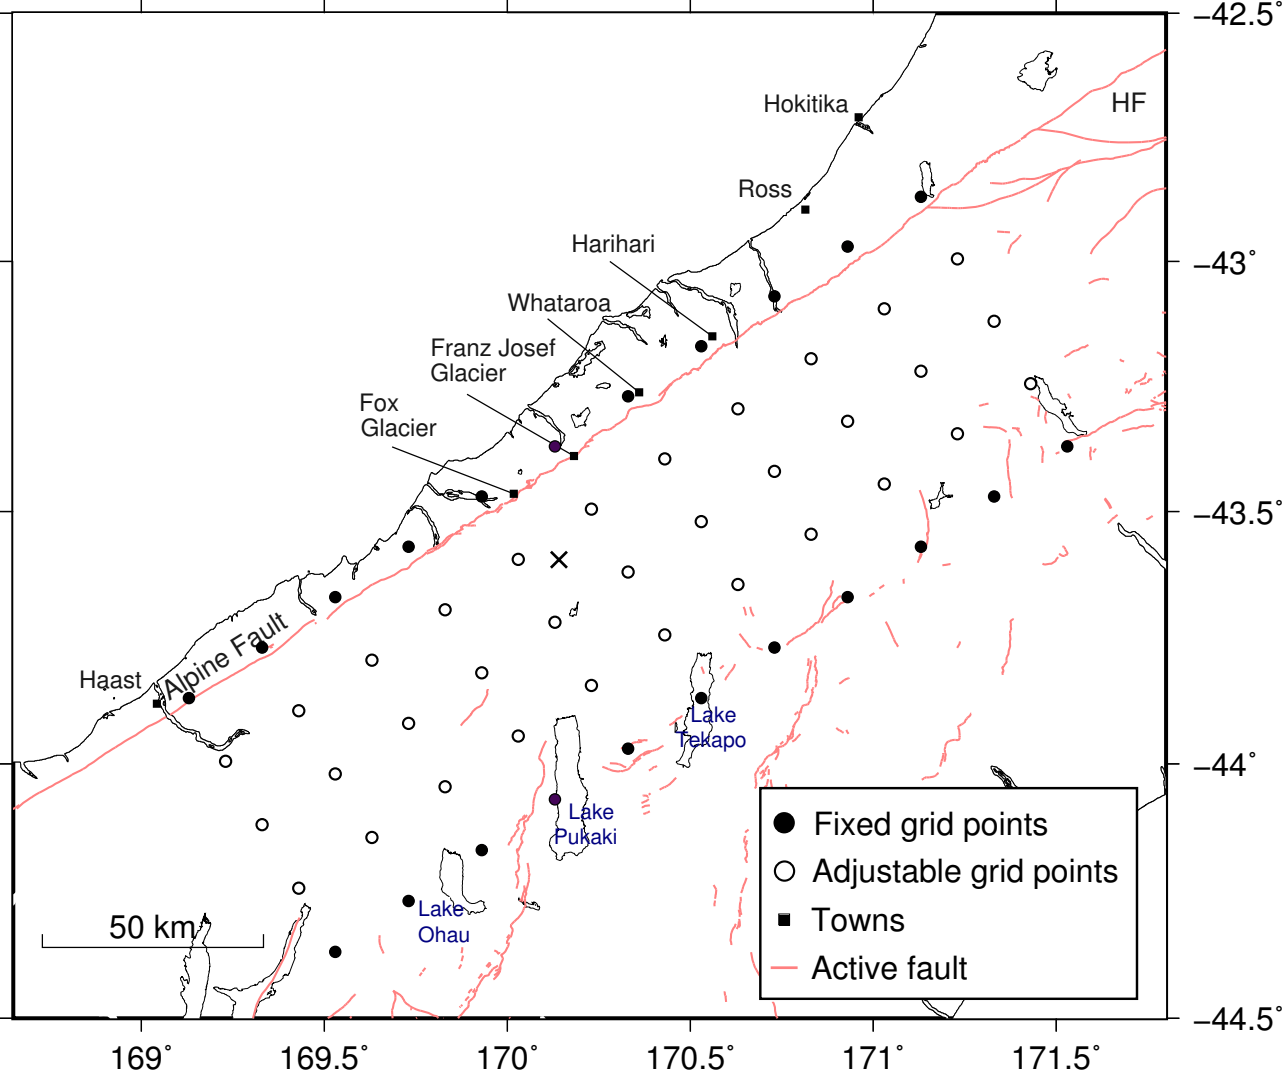 −42.5°
HF
Hokitika
Ross
Harihari
−43°
Whataroa
Franz Josef
Glacier
Fox
Glacier
−43.5°
Alpine Fault
Haast
Lake
Tekapo
−44°
Lake
Pukaki
Lake
Ohau
50 km
Fixed grid points
Adjustable grid points
Towns
Active fault
−44.5°
169°
169.5°
170°
170.5°
171°
171.5°